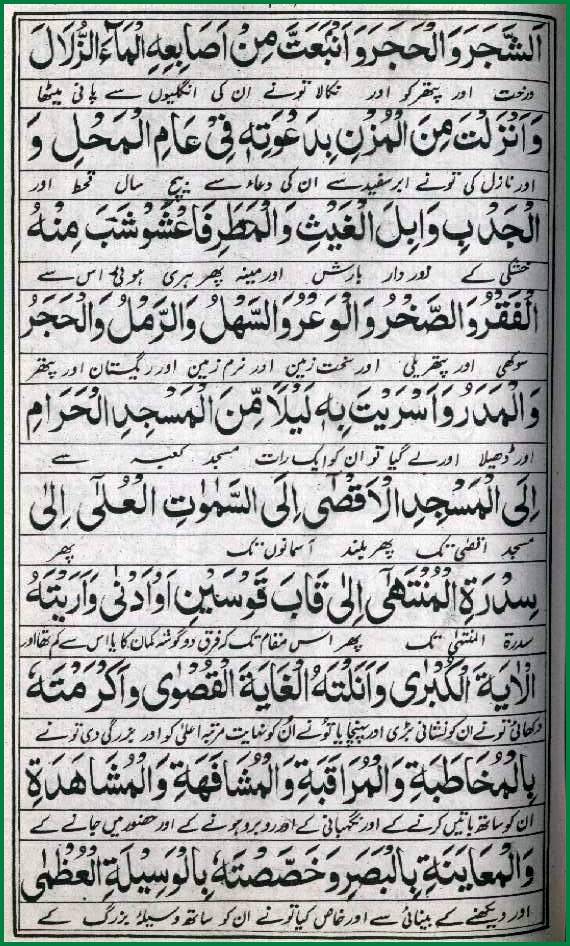 اَلشَّجَرَ وَالْحَجَرَ وَاَنْبَعَتَّ مِنْ اَصَابِعِهِ الْمَآءَ الزُّلَالَ
درخت اور پتھر کو اور نکالا تونے ان کی انگلیوں سے پانی میٹھا
وَاَنْزَلْتَ مِنَ الْمُزْنِ بِدَعْوَتِهٖ فِيْ عَامِ الْمَحْلِ وَ
اور نازل کی تونے ابر سفید سے ان کی دعاء سے بیچ سال قحط اور
الْجَدْبِ وَابِلَ الْغَيْثِ وَالْمَطَرِ فَاعْشَوْشَبَ مِنْهُ
خشکی کے زور دار بارش اور مینہ پھر ہری ہوئی اس سے
الْقَفْرُ وَالصَّخْرُ وَالْوَعْرُ وَالسَّهْلُ وَالرَّمْلُ وَالْحَجَرُ
سوکھی اور پتھریلی اور سخت زمین اور نرم زمین اور ریگستان اور پتھر
وَالْمَدَرُ وَاَسْرَيْتَ بِهٖ لَيْلًا مِّنَ الْمَسْجِدِ الْحَرَامِ
اور ڈھیلا اور لے گیا تو ان کو ایک رات مسجد کعبہ سے
اِلَى الْمَسْجِدِ الْاَقْصٰى اِلَى السَّمٰوٰتِ الْعُلٰى اِلٰى
مسجد اقصٰی تک پھر بلند آسمانوں تک پھر
سِدْرَةِ الْمُنْتَهٰى اِلٰى قَابَ قَوْسَيْنِ اَوْ اَدْنٰى وَاَرَيْتَهُ
سدرۃ المنتہٰی تک پھر اس مقام تک کہ فرق دو گوشۂ کمان کا یا اس سے کم تھا اور
الْاٰيَةَ الْكُبْرٰى وَاَنَلْتَهُ الْغَايَةَ الْقُصْوٰى وَاَكْرَمْتَهٗ
دکھائی تونے ان کو نشانی بڑی اور پہنچایا تونے ان کو نہایت مرتبہ اعلیٰ کو اور بزرگی دی تونے
بِالْمُخَاطَبَةِ وَالْمُرَاقَبَةِ وَالْمُشَافَهَةِ وَالْمُشَاهَدَةِ
ان کو ساتھ باتیں کرنے کے اور نگہبانی کے اور روبرو ہونے کے اور حضور میں جانے کے
وَالْمُعَايَنَةِ بِالْبَصَرِ وَخَصَّصْتَهٗ بِالْوَسِيْلَةِ الْعُظْمٰى
اور دیکھنے کے بینائی سے اور خاص کیا تونے ان کو ساتھ وسیلۂ بزرگ کے